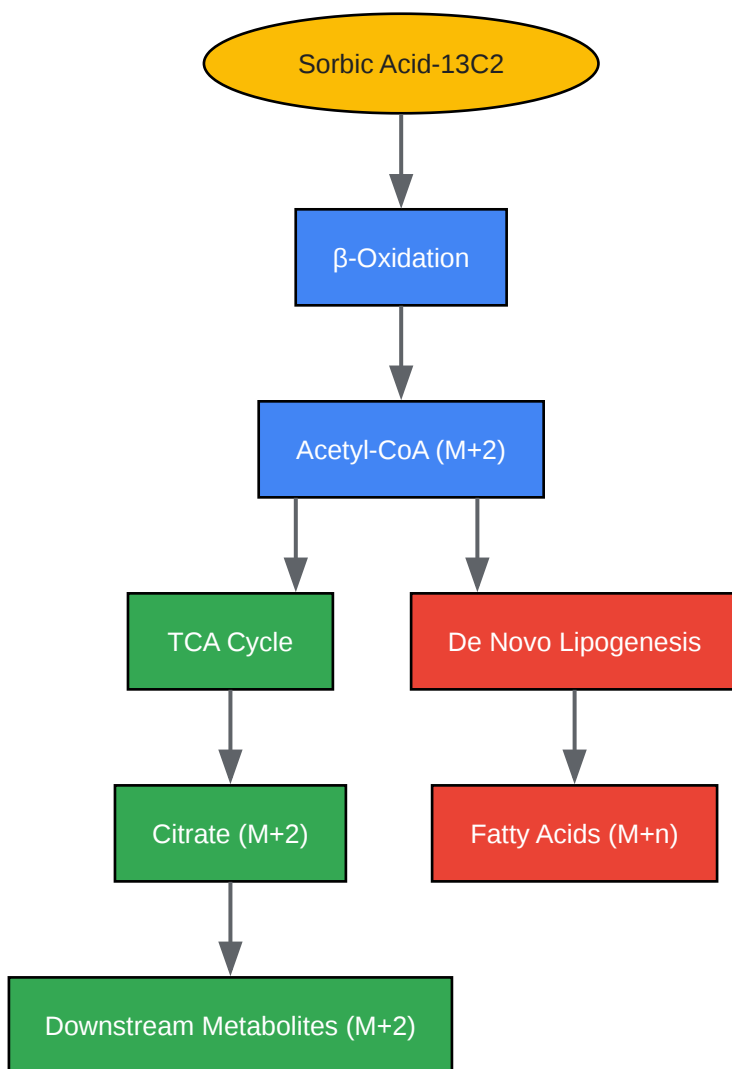 Sorbic Acid-13C2
β-Oxidation
Acetyl-CoA (M+2)
TCA Cycle
De Novo Lipogenesis
Citrate (M+2)
Fatty Acids (M+n)
Downstream Metabolites (M+2)